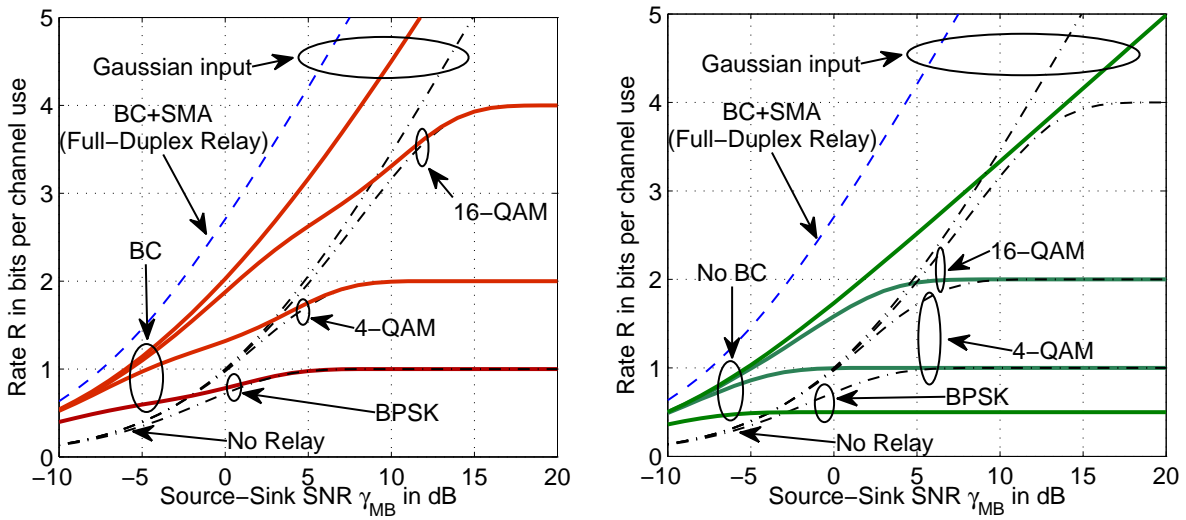 5
4
3
2
1
0
Rate R in bits per channel use
Gaussian input
BC+SMA
(Full−Duplex Relay)
BC
16−QAM
4−QAM
BPSK
No Relay
−10
−5
0
5
10
15
20
Source−Sink SNR γMB in dB
5
4
3
2
1
0
Rate R in bits per channel use
Gaussian input
BC+SMA
(Full−Duplex Relay)
No BC
16−QAM
4−QAM
BPSK
No Relay
−10
−5
0
5
10
15
20
Source−Sink SNR γMB in dB